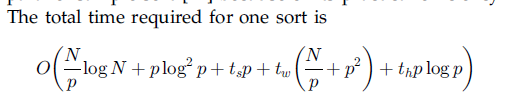 The total time required for one sort is
O(N/p log N + p log² p + t_s p + t_w (N/p + p²) + t_h p log p)